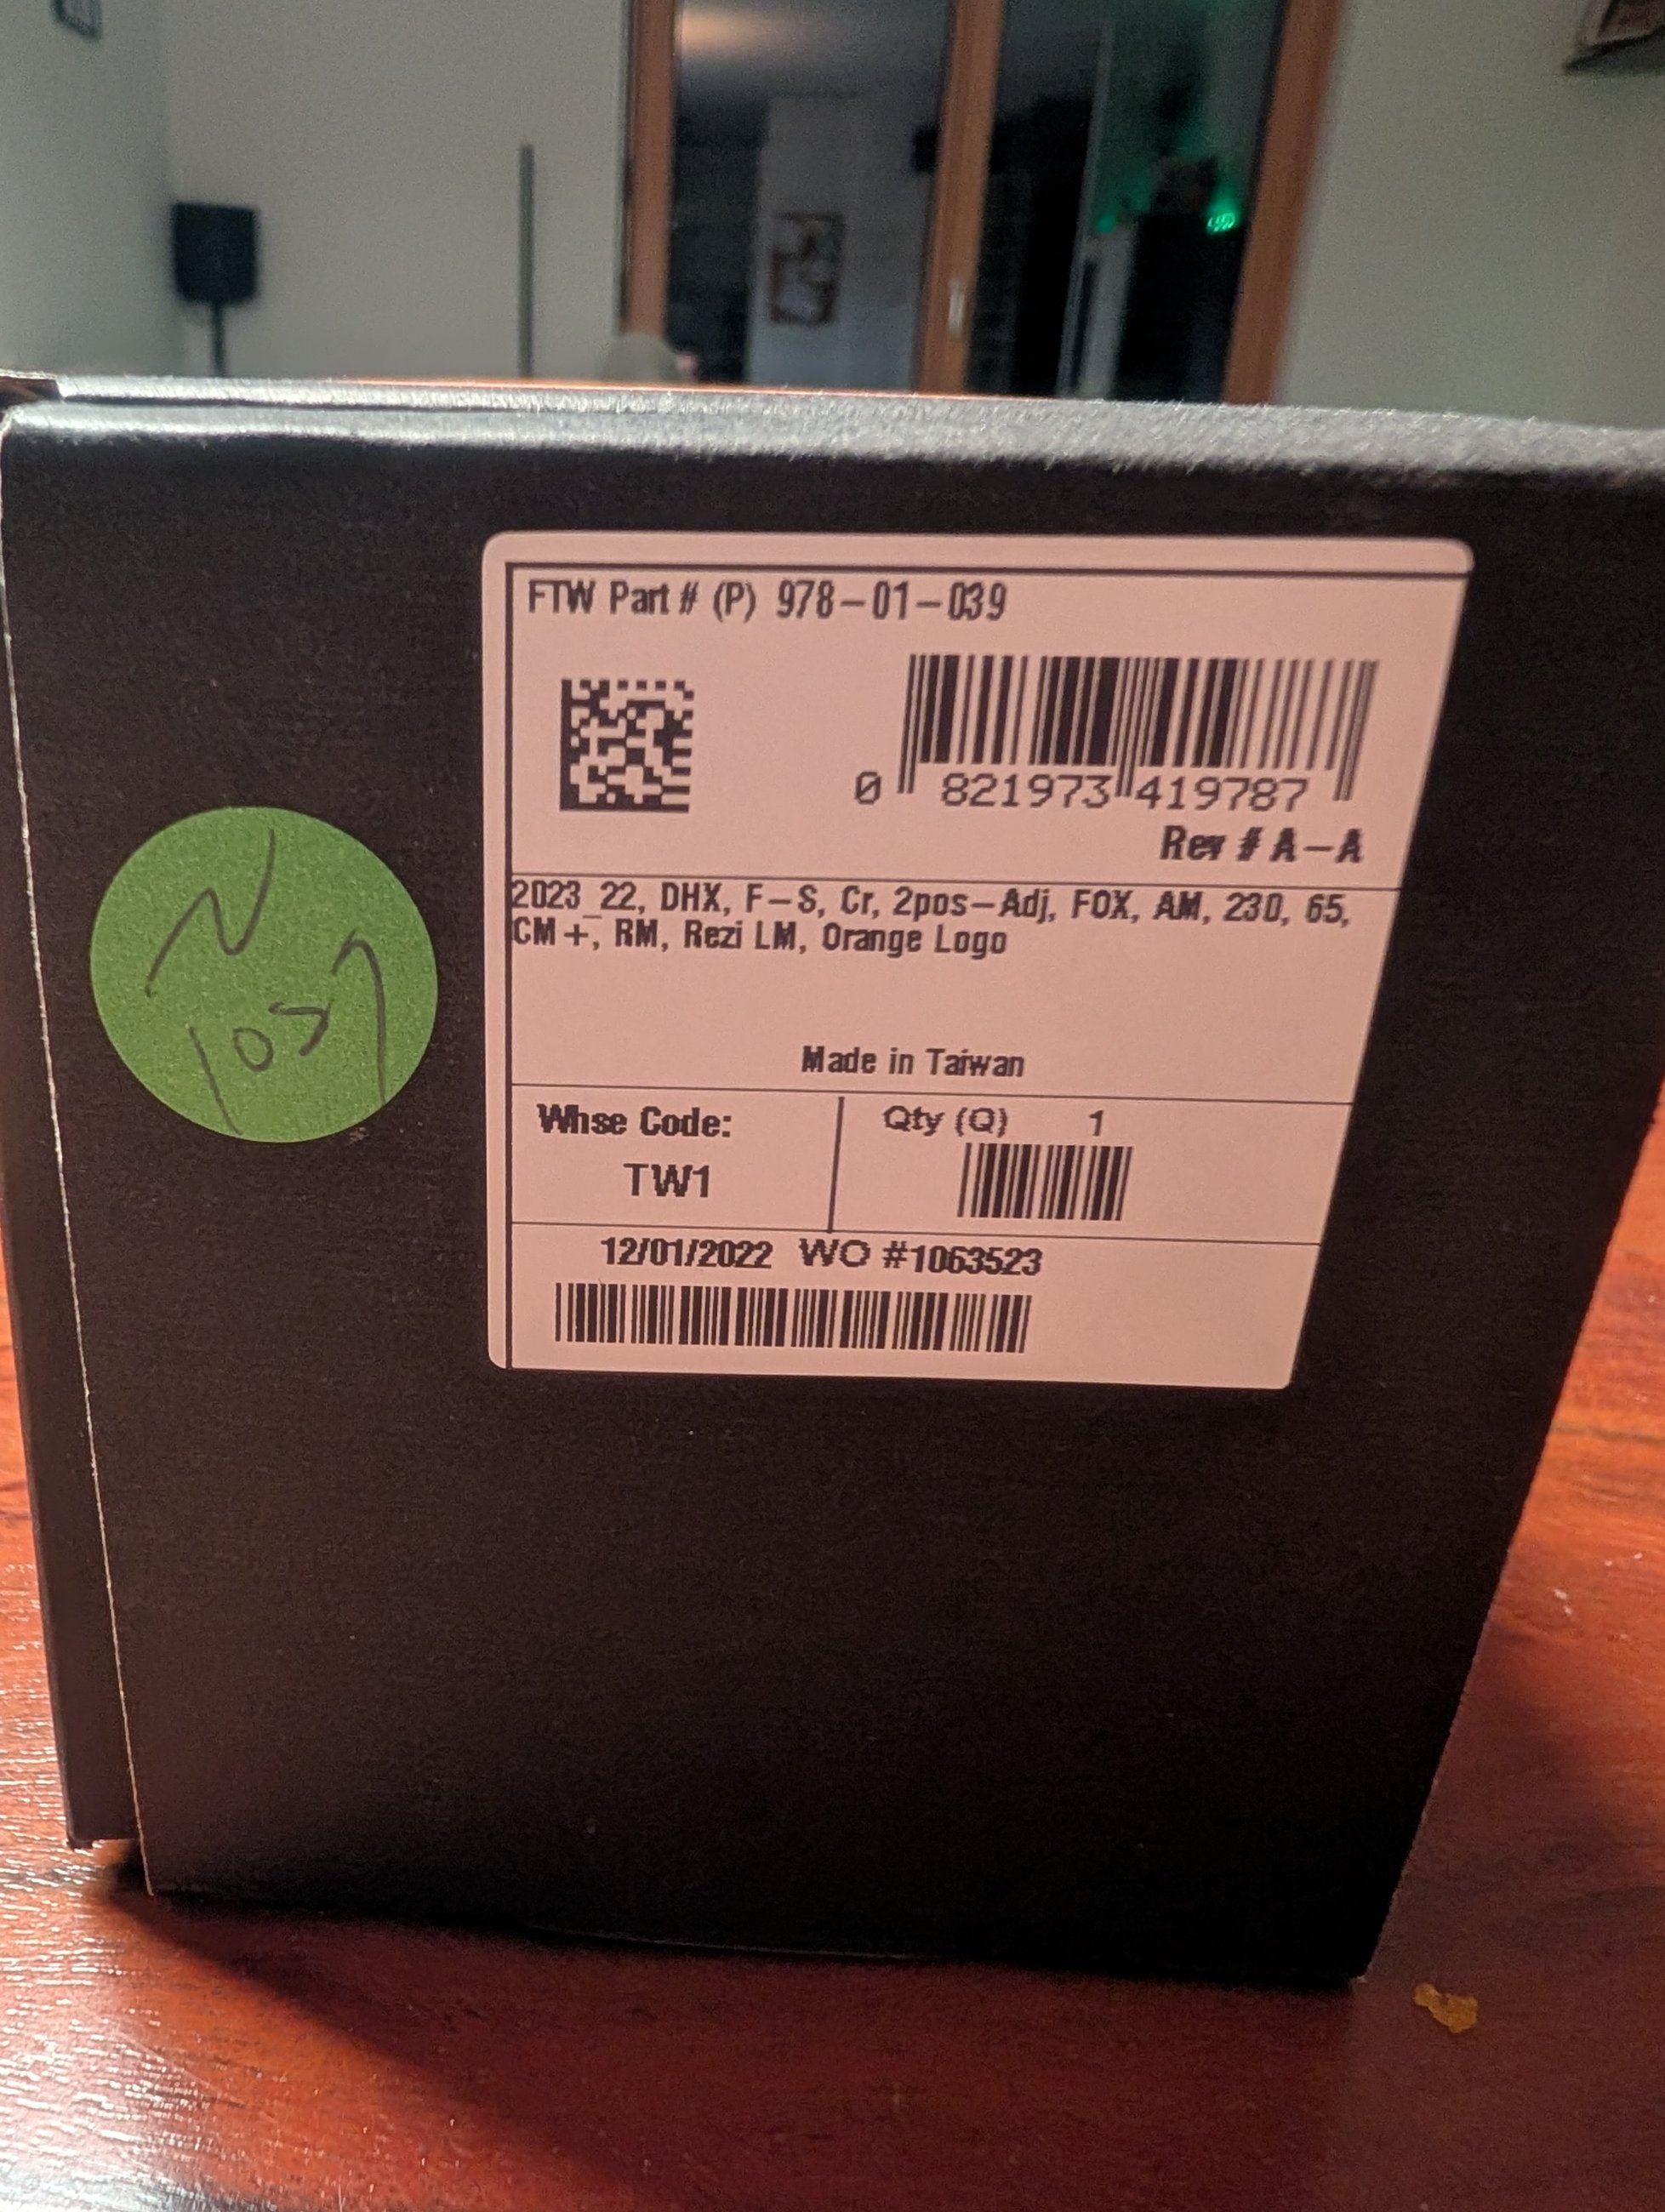 FTW Part # (P) 978-01-039
0 821973 419787
Rev # A-A
2023_22, DHX, F-S, Cr, 2pos-Adj, FOX, AM, 230, 65,
CM+, RM, Rezi LM, Orange Logo
Made in Taiwan
Whse Code:
TW1
Qty (Q) 1
12/01/2022 WO #1063523